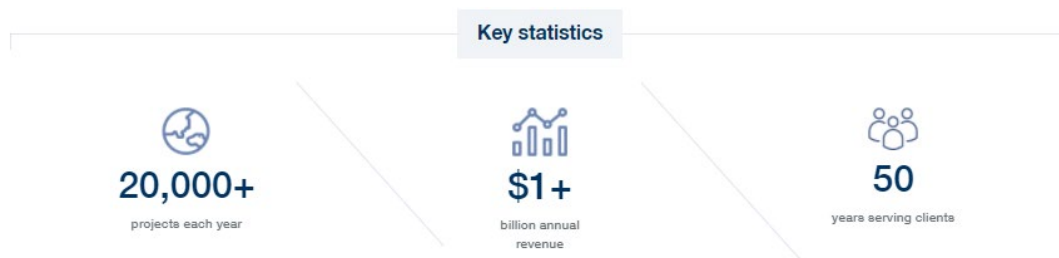 Key statistics
20,000+
projects each year
$1+
billion annual
revenue
50
years serving clients